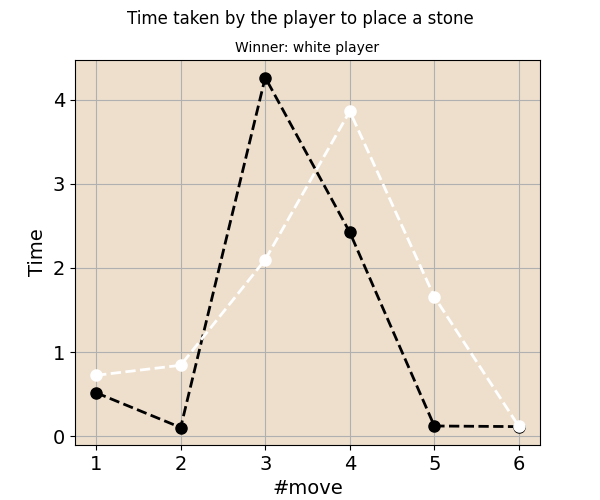 Time taken by the player to place a stone
Winner: white player
4
3
2
1
0
Time
1 2 3 4 5 6
#move